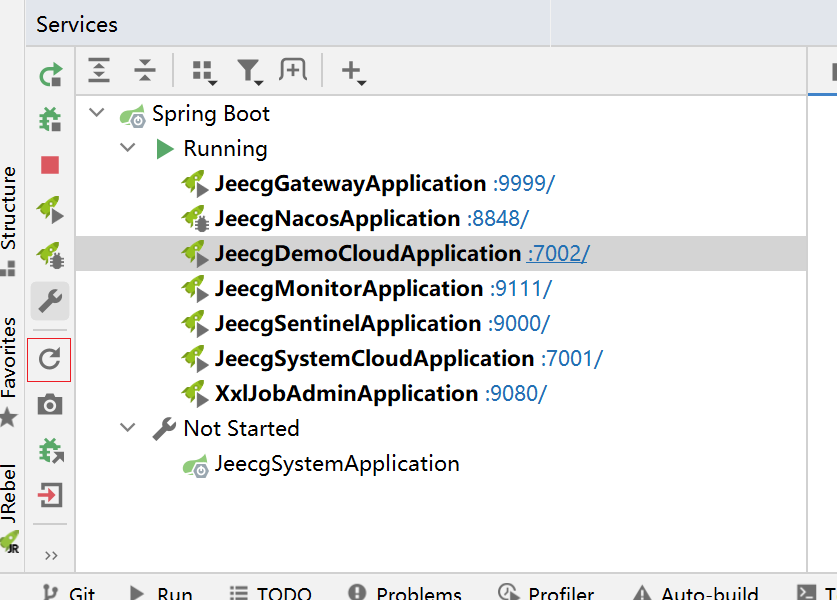 Services
Spring Boot
Running
JeecgGatewayApplication :9999/
JeecgNacosApplication :8848/
JeecgDemoCloudApplication :7002/
JeecgMonitorApplication :9111/
JeecgSentinelApplication :9000/
JeecgSystemCloudApplication :7001/
XxlJobAdminApplication :9080/
Not Started
JeecgSystemApplication
Structure
Favorites
JRebel
JR
Git
Run
TODO
Problems
Profiler
Auto-build
T